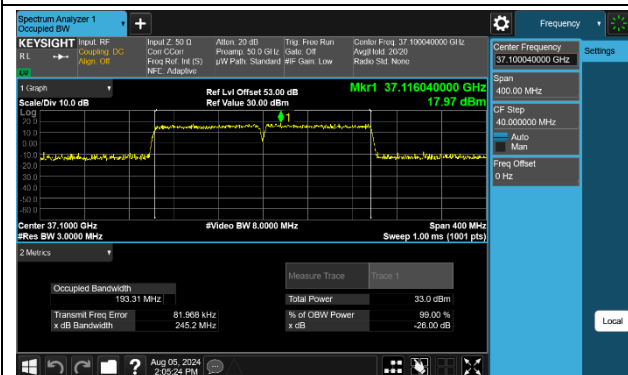 Spectrum Analyzer 1
Occupied BW
Frequency
KEYSIGHT Input: RF
RL Coupling: DC
Align: Off
Input Z: 50 Ω
Corr CCorr
Freq Ref: Int (S)
NFE: Adaptive
Atten: 20 dB
Preamp: 50.0 GHz
µW Path: Standard
Trig: Free Run
Gate: Off
#IF Gain: Low
Center Freq: 37.100040000 GHz
Avg|Hold: 20/20
Radio Std: None
Center Frequency
37.100040000 GHz
Settings
Span
400.00 MHz
CF Step
40.000000 MHz
Auto
Man
Freq Offset
0 Hz
1 Graph
Scale/Div 10.0 dB
Ref Lvl Offset 53.00 dB
Ref Value 30.00 dBm
Mkr1 37.116040000 GHz
17.97 dBm
Log
20.0
10.0
0.00
-10.0
-20.0
-30.0
-40.0
-50.0
-60.0
1
Center 37.1000 GHz
#Res BW 3.0000 MHz
#Video BW 8.0000 MHz
Span 400 MHz
Sweep 1.00 ms (1001 pts)
2 Metrics
Measure Trace
Trace 1
Occupied Bandwidth
193.31 MHz
Total Power
33.0 dBm
Transmit Freq Error
81.968 kHz
% of OBW Power
99.00 %
x dB Bandwidth
245.2 MHz
x dB
-26.00 dB
Local
?
Aug 05, 2024
2:05:24 PM